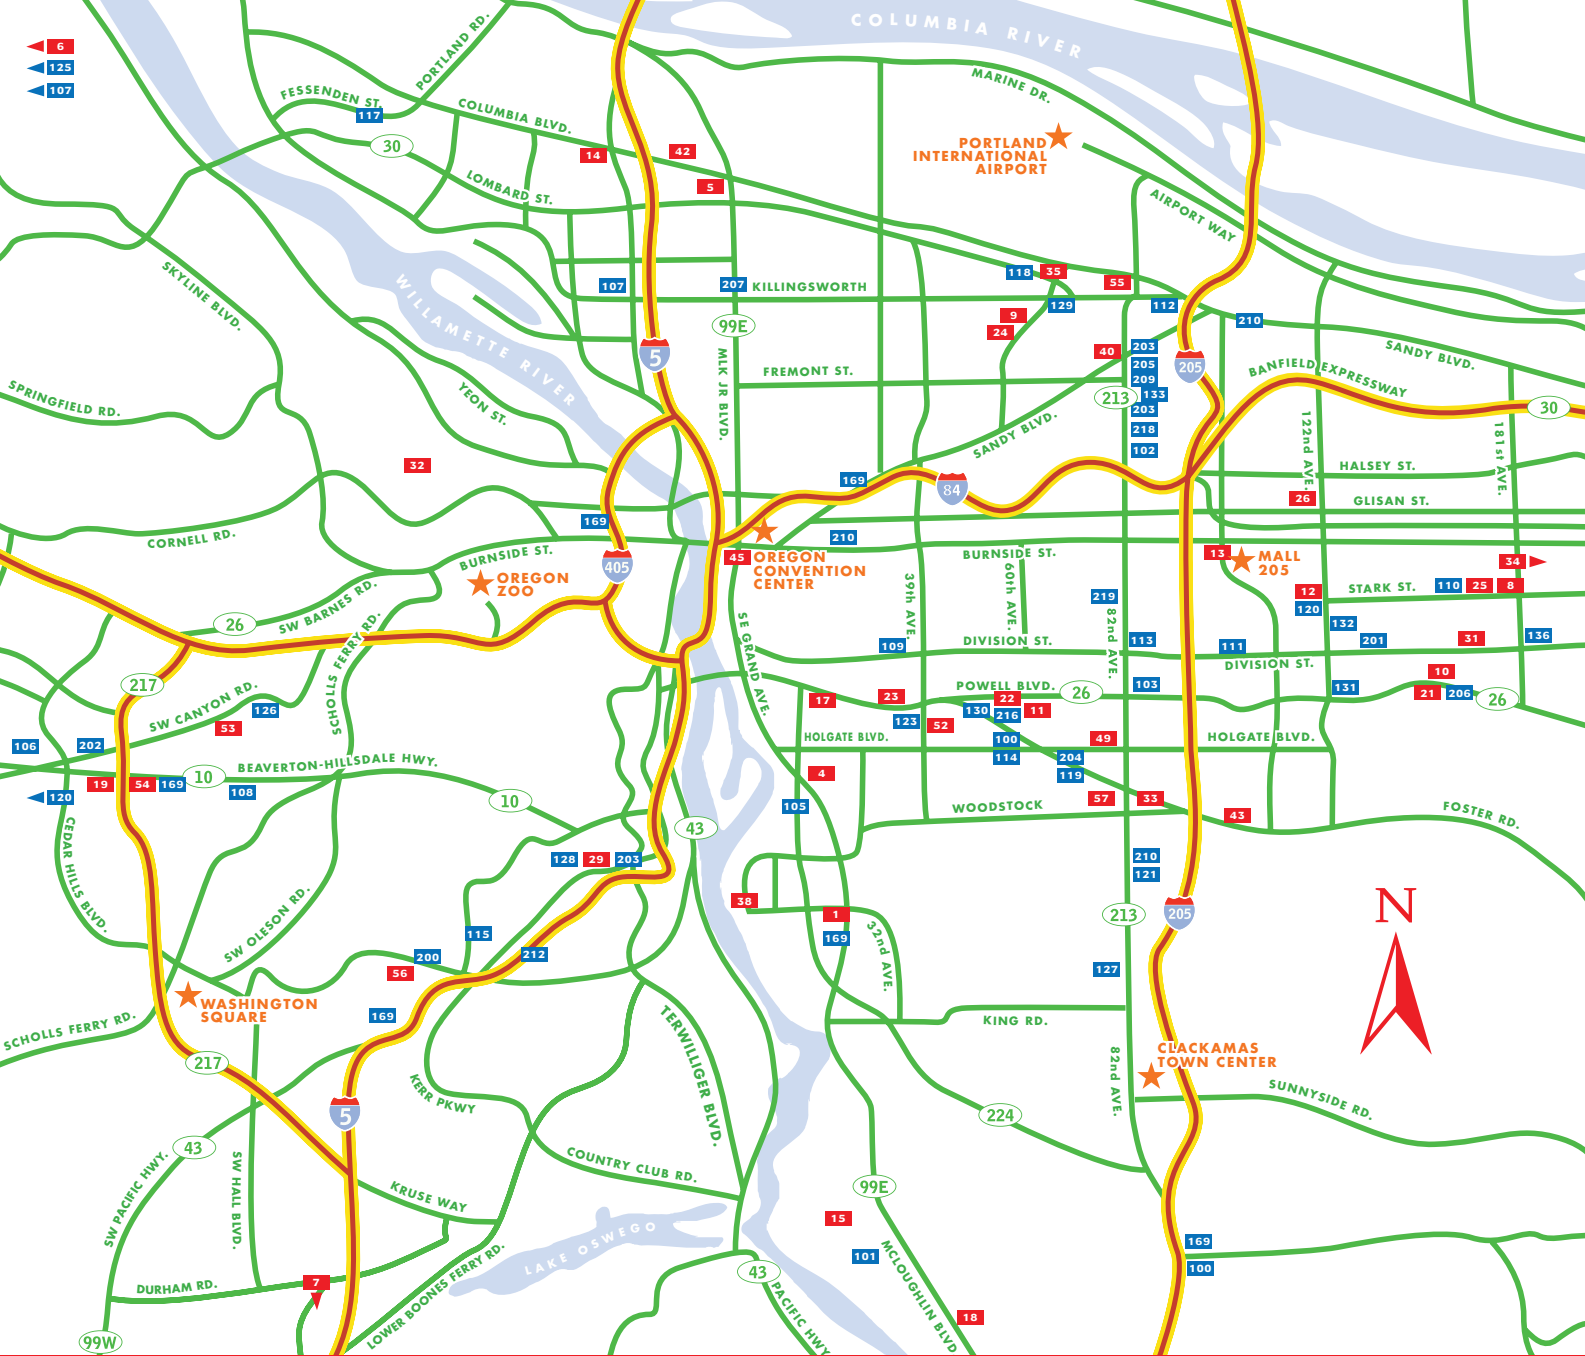 COLUMBIA RIVER
6
125
107
PORTLAND RD.
FESSENDEN ST.
117
COLUMBIA BLVD.
30
MARINE DR.
PORTLAND
INTERNATIONAL
AIRPORT
14
42
5
LOMBARD ST.
AIRPORT WAY
SKYLINE BLVD.
WILLAMETTE RIVER
107
207
KILLINGSWORTH
118
35
55
129
112
9
24
210
99E
5
MLK JR BLVD.
FREMONT ST.
40
203
205
209
213
133
203
218
102
205
BANFIELD EXPRESSWAY
SANDY BLVD.
30
SPRINGFIELD RD.
YEON ST.
SANDY BLVD.
122nd AVE.
181st AVE.
32
169
84
HALSEY ST.
26
GLISAN ST.
169
CORNELL RD.
BURNSIDE ST.
405
45
OREGON
CONVENTION
CENTER
210
BURNSIDE ST.
13
MALL
205
34
OREGON
ZOO
39th AVE.
60th AVE.
219
82nd AVE.
12
120
STARK ST.
110
25
8
SW BARNES RD.
26
SCHOLLS FERRY RD.
SE GRAND AVE.
132
109
DIVISION ST.
113
111
201
31
136
DIVISION ST.
10
217
SW CANYON RD.
126
53
17
23
POWELL BLVD.
22
26
103
131
21
206
26
130
216
11
123
52
106
202
HOLGATE BLVD.
100
114
49
204
119
HOLGATE BLVD.
BEAVERTON-HILLSDALE HWY.
19
54
169
10
108
120
10
4
105
57
33
43
WOODSTOCK
FOSTER RD.
CEDAR HILLS BLVD.
43
128
29
203
210
121
SW OLESON RD.
38
1
169
32nd AVE.
213
205
N
115
200
56
212
127
WASHINGTON
SQUARE
169
SCHOLLS FERRY RD.
TERWILLIGER BLVD.
KING RD.
217
82nd AVE.
CLACKAMAS
TOWN CENTER
KERR PKWY
5
SUNNYSIDE RD.
224
43
COUNTRY CLUB RD.
SW PACIFIC HWY.
SW HALL BLVD.
KRUSE WAY
99E
15
101
LAKE OSWEGO
169
100
MCLOUGHLIN BLVD
DURHAM RD.
7
LOWER BOONES FERRY RD.
43
PACIFIC HWY
18
99W